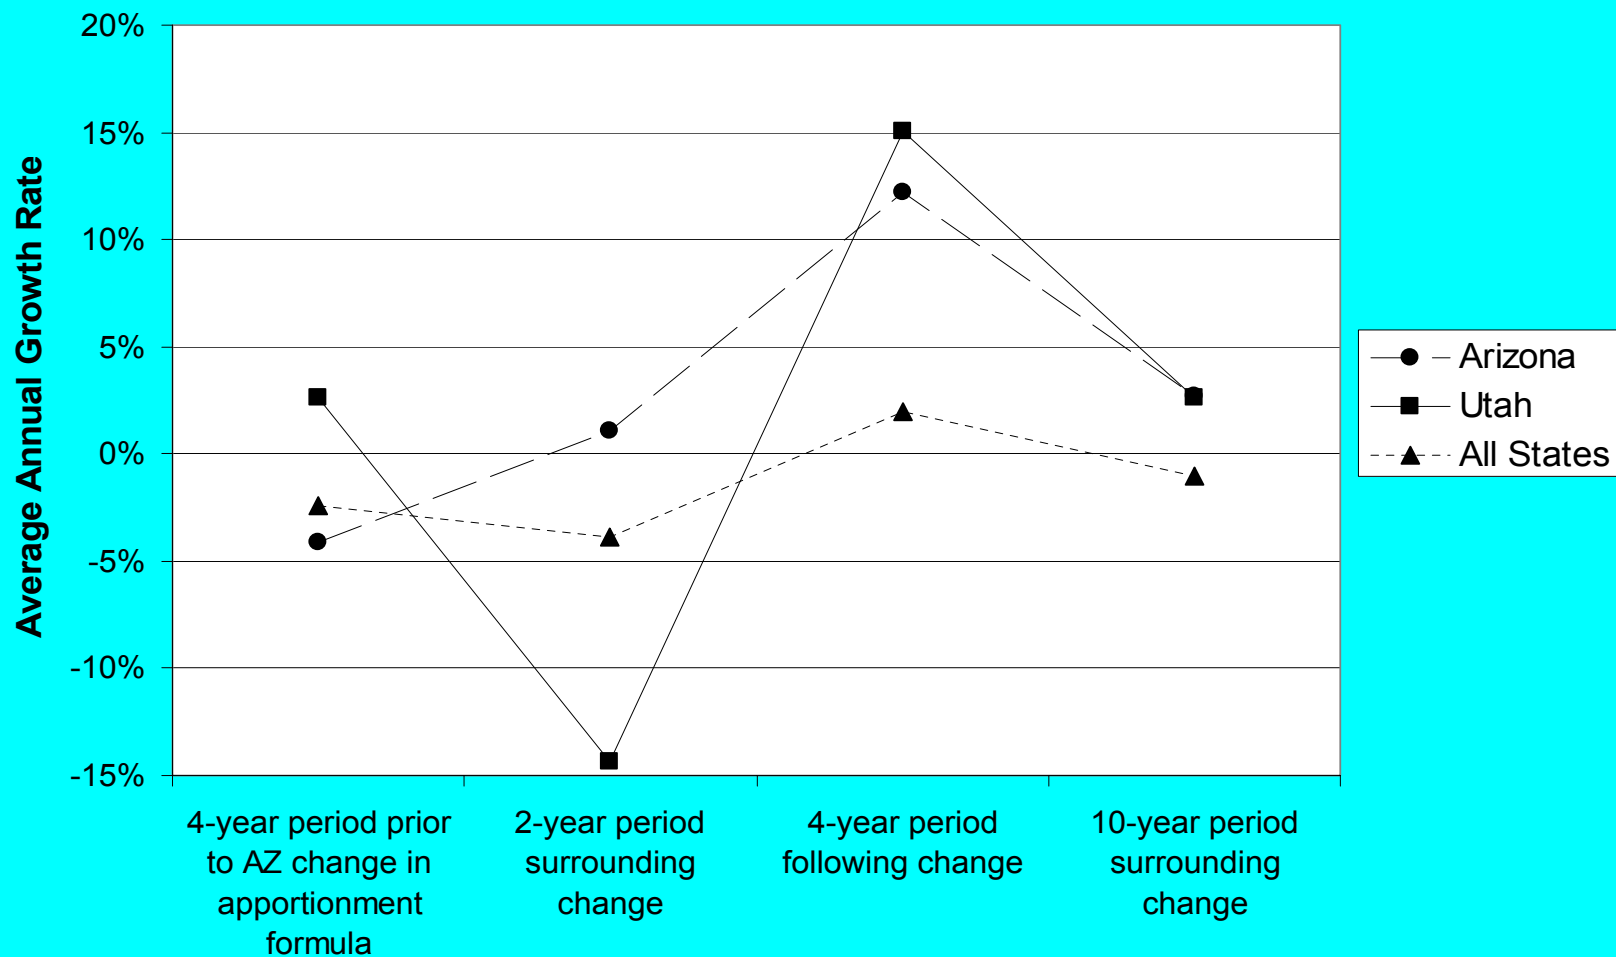 20%
15%
10%
5%
0%
-5%
-10%
-15%
Average Annual Growth Rate
4-year period prior
to AZ change in
apportionment
formula
2-year period
surrounding
change
4-year period
following change
10-year period
surrounding
change
Arizona
Utah
All States